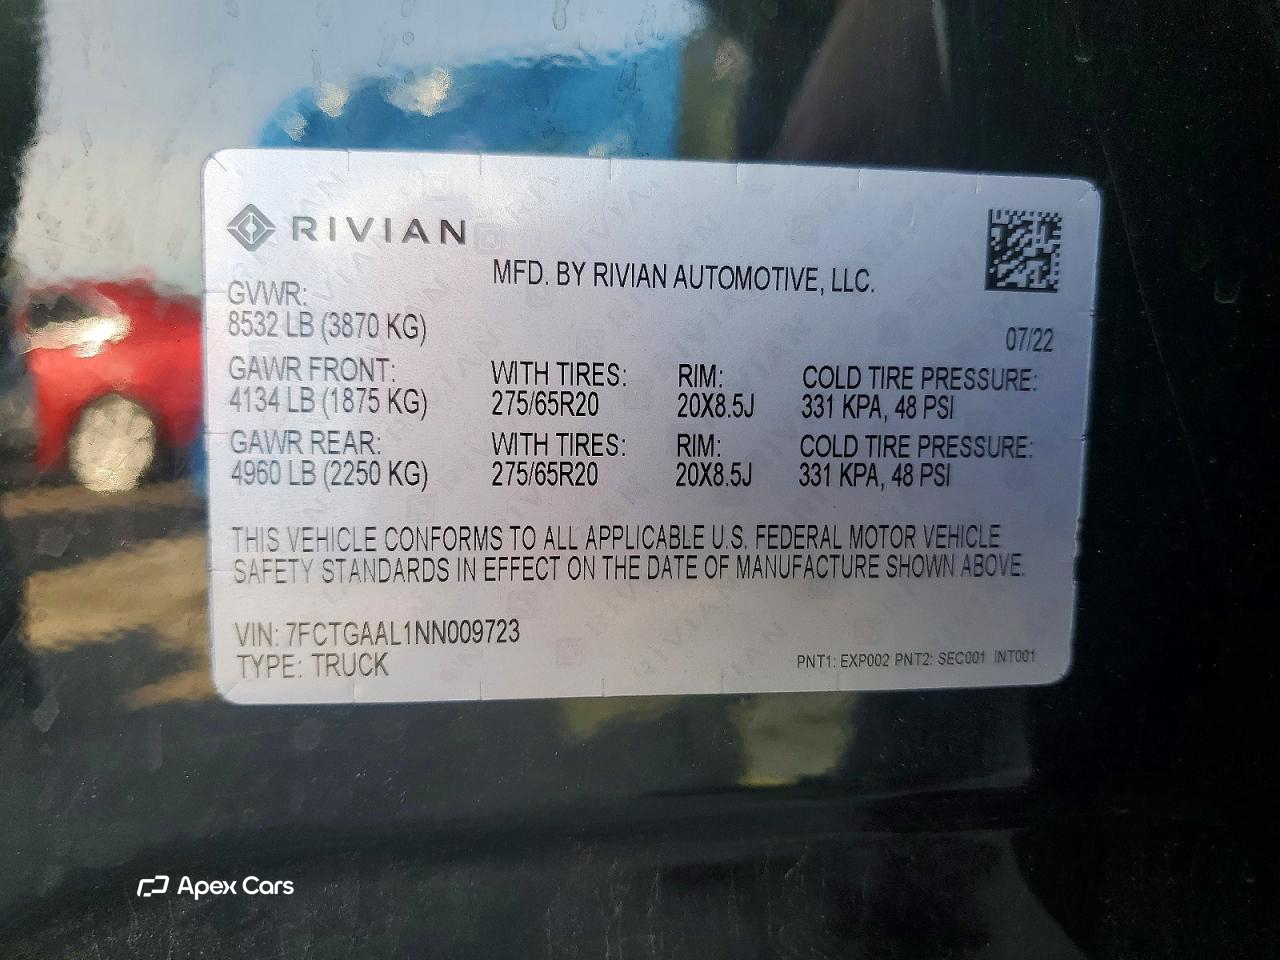 RIVIAN
MFD. BY RIVIAN AUTOMOTIVE, LLC.
GVWR:
8532 LB (3870 KG)
07/22
GAWR FRONT: WITH TIRES: RIM: COLD TIRE PRESSURE:
4134 LB (1875 KG) 275/65R20 20X8.5J 331 KPA, 48 PSI
GAWR REAR: WITH TIRES: RIM: COLD TIRE PRESSURE:
4960 LB (2250 KG) 275/65R20 20X8.5J 331 KPA, 48 PSI
THIS VEHICLE CONFORMS TO ALL APPLICABLE U.S. FEDERAL MOTOR VEHICLE
SAFETY STANDARDS IN EFFECT ON THE DATE OF MANUFACTURE SHOWN ABOVE.
VIN: 7FCTGAAL1NN009723
TYPE: TRUCK
PNT1: EXP002 PNT2: SEC001 INT001
Apex Cars